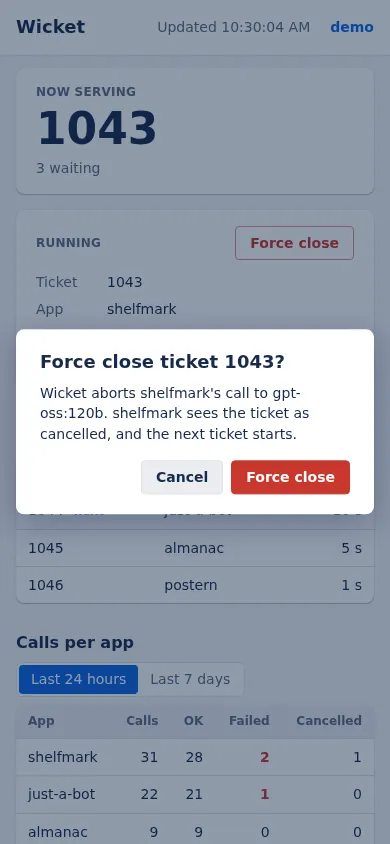 Wicket Updated 10:30:04 AM demo
NOW SERVING
1043
3 waiting
RUNNING Force close
Ticket 1043
App shelfmark
Force close ticket 1043?
Wicket aborts shelfmark's call to gpt-
oss:120b. shelfmark sees the ticket as
cancelled, and the next ticket starts.
Cancel Force close
1045 almanac 5 s
1046 postern 1 s
Calls per app
Last 24 hours Last 7 days
App Calls OK Failed Cancelled
shelfmark 31 28 2 1
just-a-bot 22 21 1 0
almanac 9 9 0 0